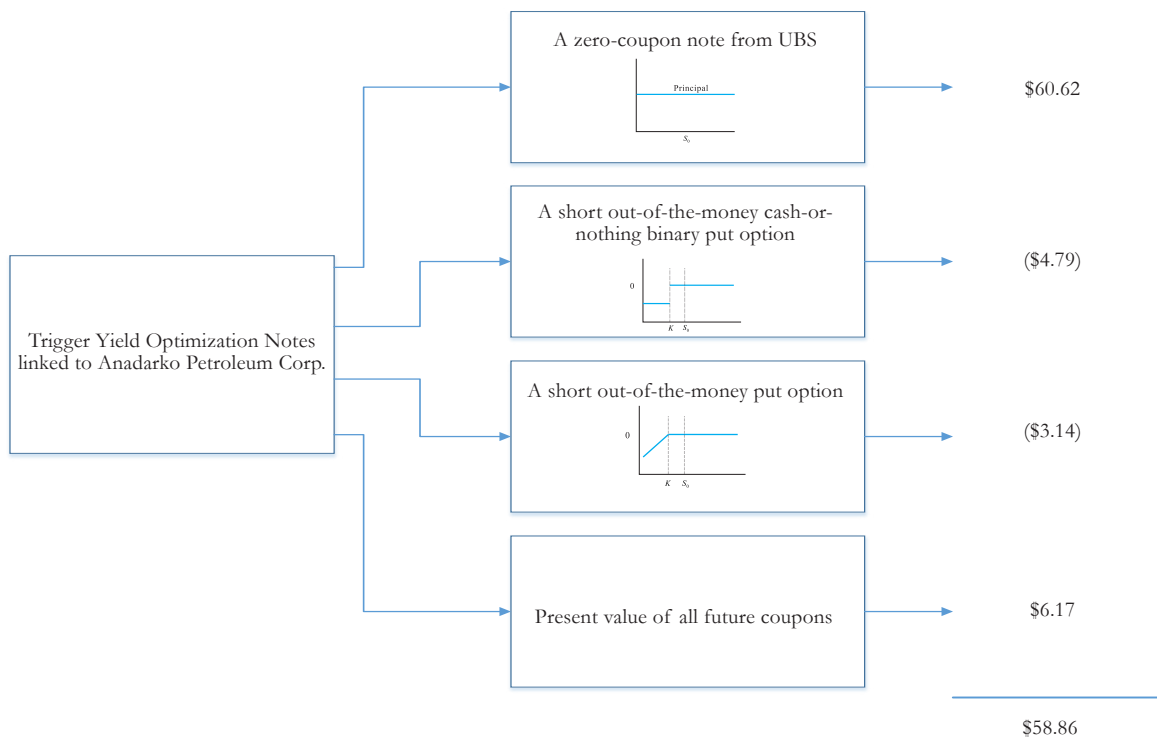 A zero-coupon note from UBS
Principal
S₀
$60.62
A short out-of-the-money cash-or-
nothing binary put option
0
K S₀
($4.79)
Trigger Yield Optimization Notes
linked to Anadarko Petroleum Corp.
A short out-of-the-money put option
0
K S₀
($3.14)
Present value of all future coupons
$6.17
$58.86